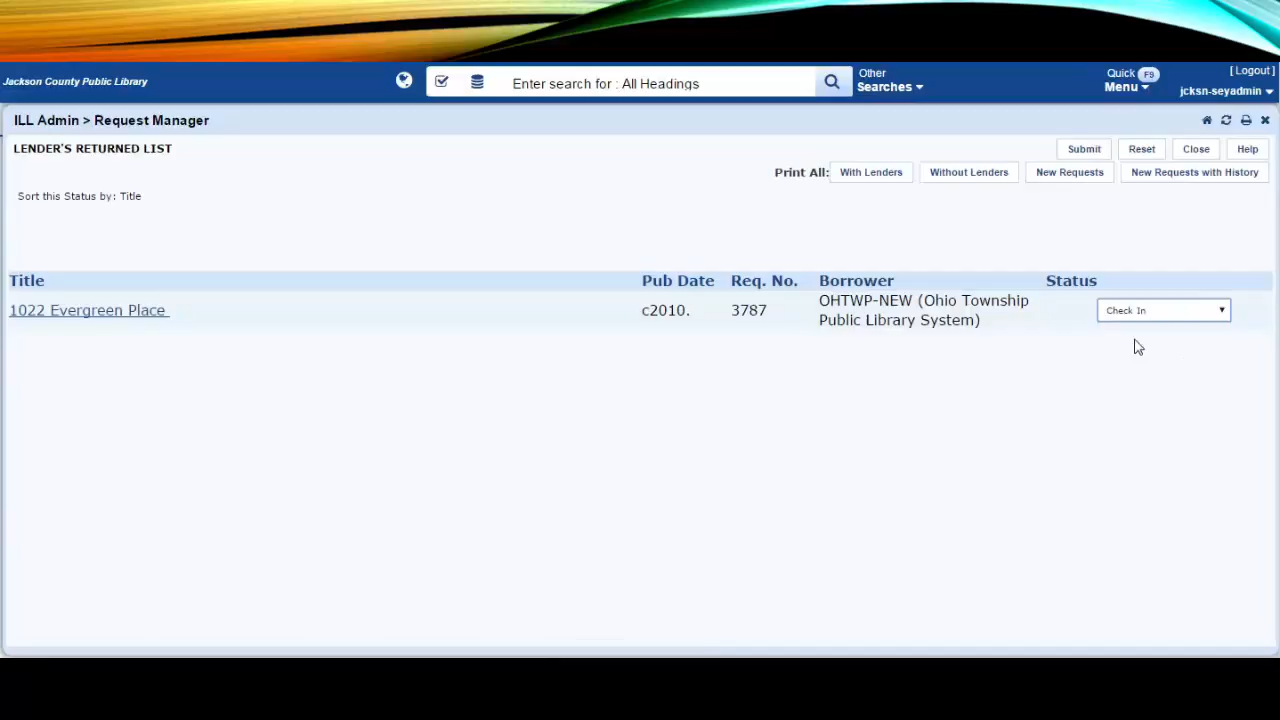 Jackson County Public Library
Enter search for : All Headings
Other
Searches
Quick F9
Menu
[ Logout ]
jcksn-seyadmin
ILL Admin > Request Manager
LENDER'S RETURNED LIST
Submit Reset Close Help
Print All: With Lenders Without Lenders New Requests New Requests with History
Sort this Status by: Title
Title Pub Date Req. No. Borrower Status
1022 Evergreen Place c2010. 3787 OHTWP-NEW (Ohio Township Check In
Public Library System)